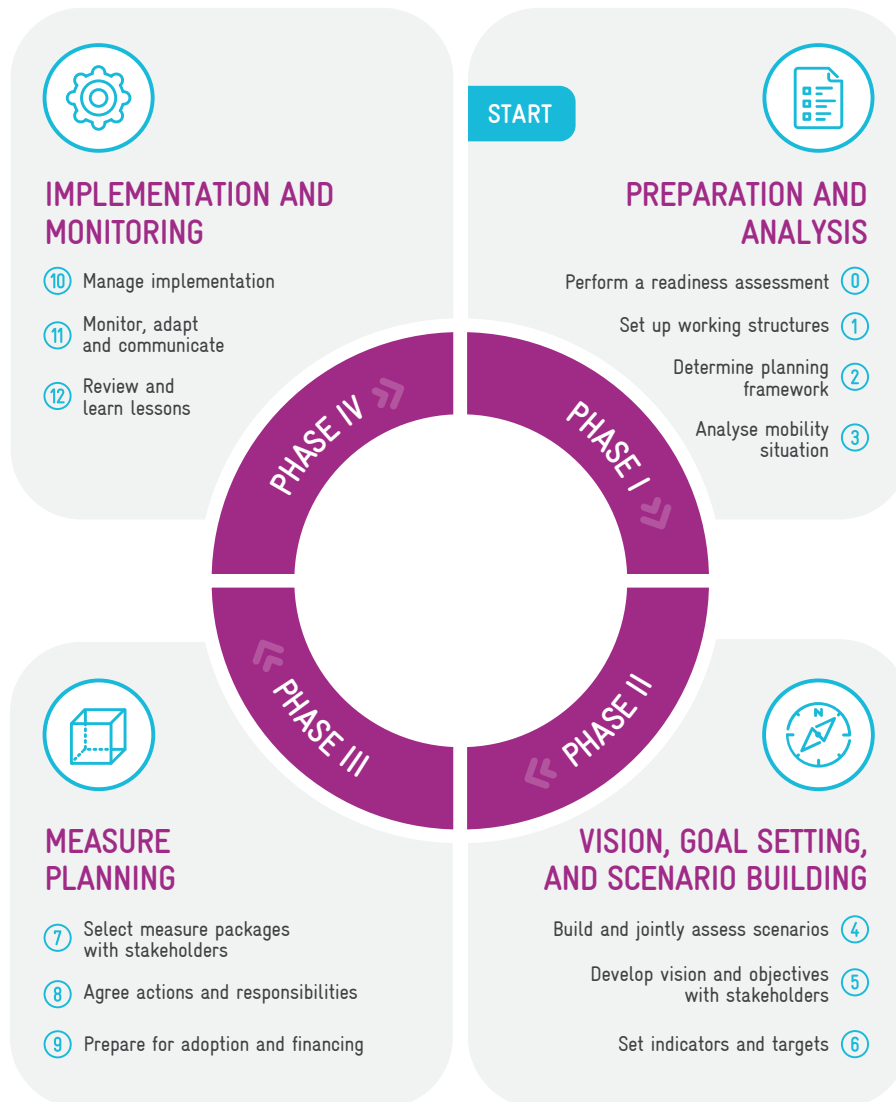 START
PREPARATION AND
ANALYSIS
Perform a readiness assessment 0
Set up working structures 1
Determine planning
framework 2
Analyse mobility
situation 3
PHASE I
VISION, GOAL SETTING,
AND SCENARIO BUILDING
N
Build and jointly assess scenarios 4
Develop vision and objectives
with stakeholders 5
Set indicators and targets 6
PHASE II
MEASURE
PLANNING
7 Select measure packages
with stakeholders
8 Agree actions and responsibilities
9 Prepare for adoption and financing
PHASE III
IMPLEMENTATION AND
MONITORING
10 Manage implementation
11 Monitor, adapt
and communicate
12 Review and
learn lessons
PHASE IV